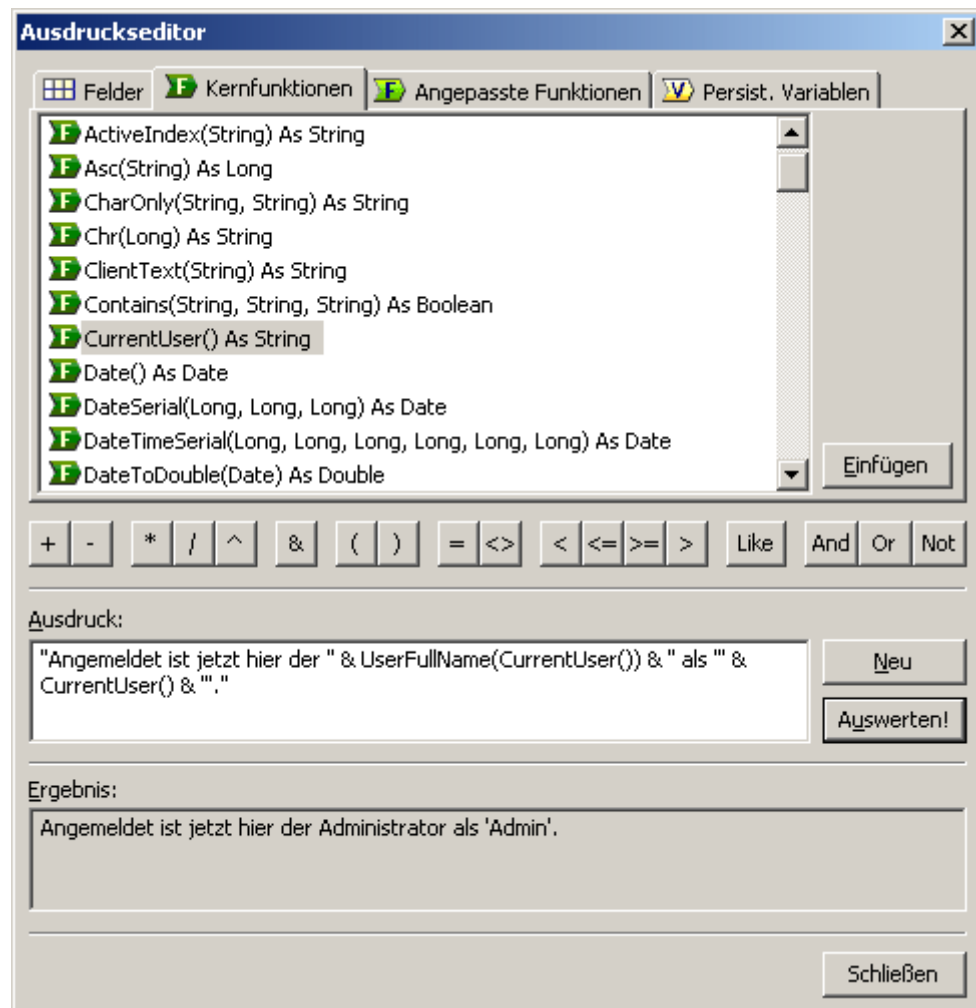 Ausdruckseditor
Felder Kernfunktionen Angepasste Funktionen Persist. Variablen
ActiveIndex(String) As String
Asc(String) As Long
CharOnly(String, String) As String
Chr(Long) As String
ClientText(String) As String
Contains(String, String, String) As Boolean
CurrentUser() As String
Date() As Date
DateSerial(Long, Long, Long) As Date
DateTimeSerial(Long, Long, Long, Long, Long, Long) As Date
DateToDouble(Date) As Double
Einfügen
+ - * / ^ & ( ) = <> < <= >= > Like And Or Not
Ausdruck:
"Angemeldet ist jetzt hier der " & UserFullName(CurrentUser()) & " als '" &
CurrentUser() & "'."
Neu
Auswerten!
Ergebnis:
Angemeldet ist jetzt hier der Administrator als 'Admin'.
Schließen